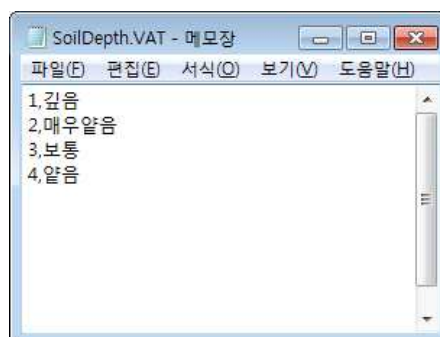 SoilDepth.VAT - 메모장
파일(F) 편집(E) 서식(O) 보기(V) 도움말(H)
1,깊음
2,매우얕음
3,보통
4,얕음